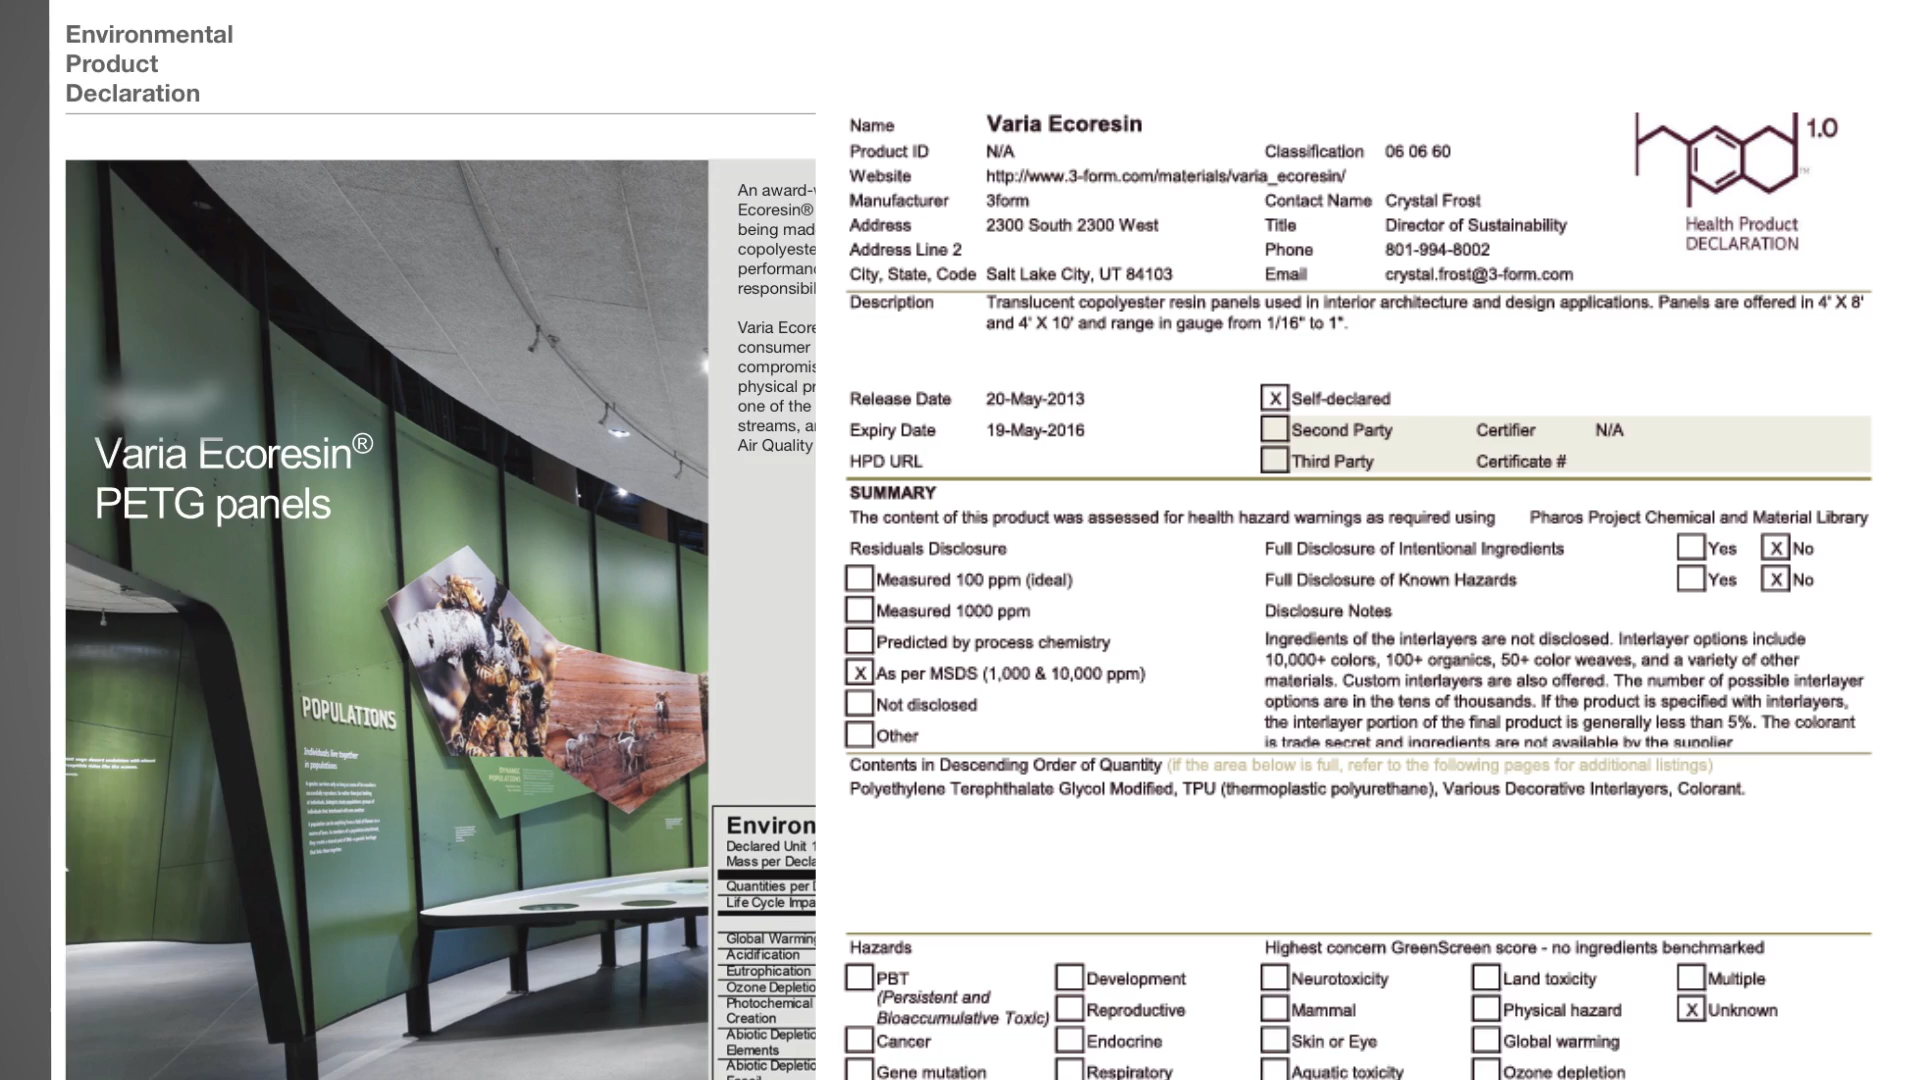 Environmental
Product
Declaration
Varia Ecoresin®
PETG panels
POPULATIONS
Individuals live together
in populations
DYNAMIC
POPULATIONS
An award-
Ecoresin®
being mad
copolyeste
performan
responsibil
Varia Ecore
consumer
compromis
physical pr
one of the
streams, a
Air Quality
Environ
Declared Unit 1
Mass per Decla
Quantities per
Life Cycle Impa
Global Warming
Acidification
Eutrophication
Ozone Depletio
Photochemical
Creation
Abiotic Depletio
Elements
Abiotic Depletio
Name Varia Ecoresin
Product ID N/A Classification 06 06 60
Website http://www.3-form.com/materials/varia_ecoresin/
Manufacturer 3form Contact Name Crystal Frost
Address 2300 South 2300 West Title Director of Sustainability
Address Line 2 Phone 801-994-8002
City, State, Code Salt Lake City, UT 84103 Email crystal.frost@3-form.com
1.0
Health Product
DECLARATION
Description Translucent copolyester resin panels used in interior architecture and design applications. Panels are offered in 4' X 8'
and 4' X 10' and range in gauge from 1/16" to 1".
Release Date 20-May-2013 X Self-declared
Expiry Date 19-May-2016 Second Party Certifier N/A
HPD URL Third Party Certificate #
SUMMARY
The content of this product was assessed for health hazard warnings as required using Pharos Project Chemical and Material Library
Residuals Disclosure Full Disclosure of Intentional Ingredients Yes X No
Measured 100 ppm (ideal) Full Disclosure of Known Hazards Yes X No
Measured 1000 ppm Disclosure Notes
Predicted by process chemistry
X As per MSDS (1,000 & 10,000 ppm)
Not disclosed
Other
Ingredients of the interlayers are not disclosed. Interlayer options include
10,000+ colors, 100+ organics, 50+ color weaves, and a variety of other
materials. Custom interlayers are also offered. The number of possible interlayer
options are in the tens of thousands. If the product is specified with interlayers,
the interlayer portion of the final product is generally less than 5%. The colorant
is trade secret and ingredients are not available by the supplier
Contents in Descending Order of Quantity (if the area below is full, refer to the following pages for additional listings)
Polyethylene Terephthalate Glycol Modified, TPU (thermoplastic polyurethane), Various Decorative Interlayers, Colorant.
Hazards Highest concern GreenScreen score - no ingredients benchmarked
PBT Development Neurotoxicity Land toxicity Multiple
(Persistent and
Bioaccumulative Toxic) Reproductive Mammal Physical hazard X Unknown
Cancer Endocrine Skin or Eye Global warming
Gene mutation Respiratory Aquatic toxicity Ozone depletion